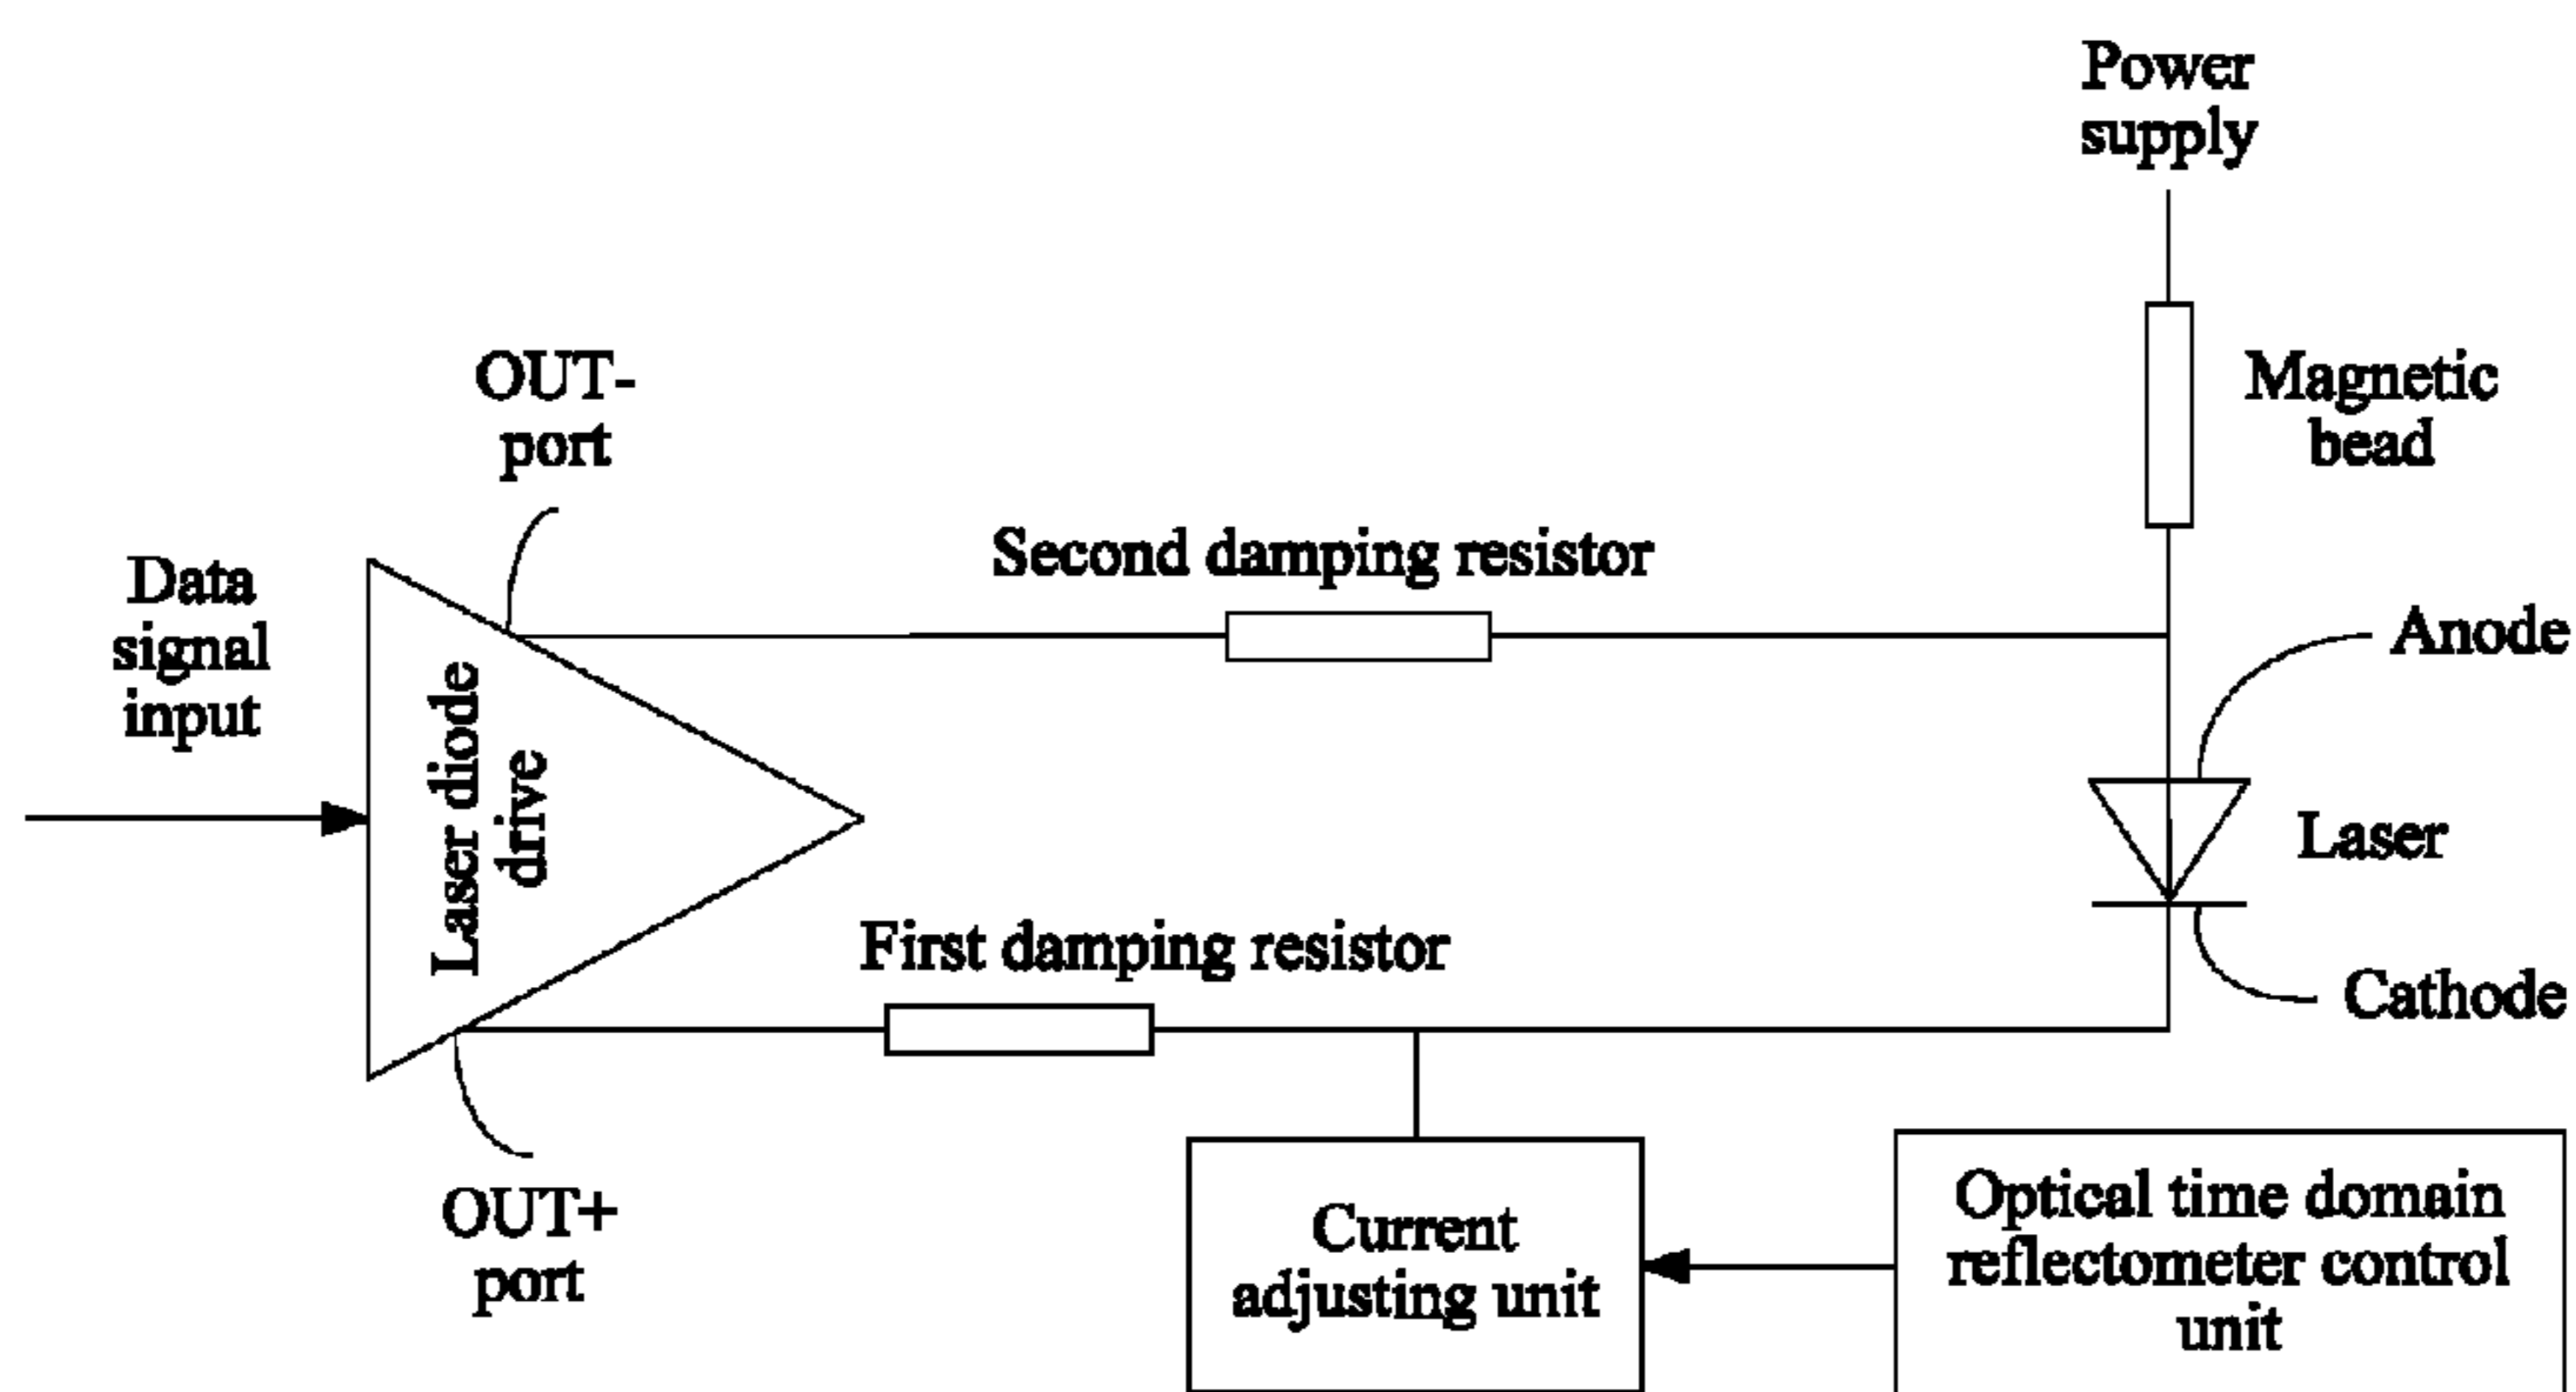 Power
supply
OUT-
port
Magnetic
bead
Second damping resistor
Data
signal
input
Anode
Laser diode
drive
Laser
First damping resistor
Cathode
OUT+
port
Current
adjusting unit
Optical time domain
reflectometer control
unit